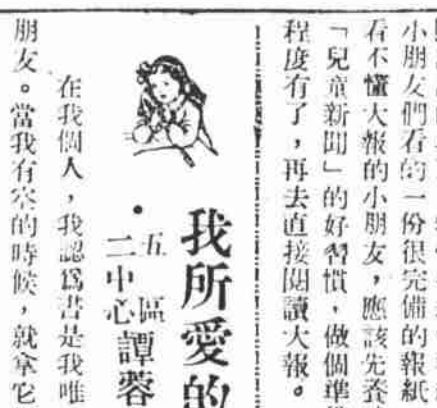 小朋友們看的一份很完備的報紙
看不懂大報的小朋友，應該先養
「兒童新聞」的好習慣，做個準
程度有了，再去直接閱讀大報。
我所愛的
•五區
二中心譚蓉
在我個人，我認爲書是我唯
朋友。當我有空的時候，就拿它